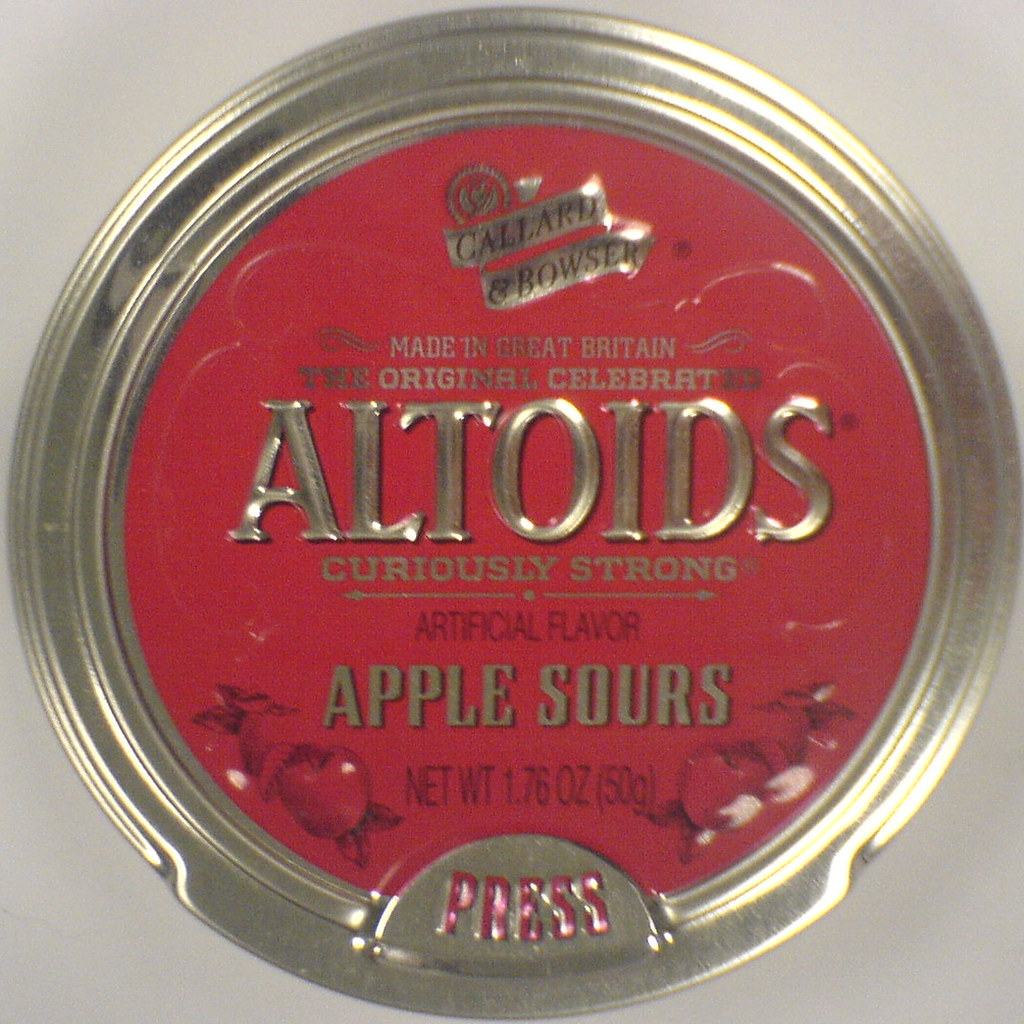 CALLARD
& BOWSER®
MADE IN GREAT BRITAIN
THE ORIGINAL CELEBRATED
ALTOIDS®
CURIOUSLY STRONG®
ARTIFICIAL FLAVOR
APPLE SOURS
NET WT 1.76 OZ (50g)
PRESS